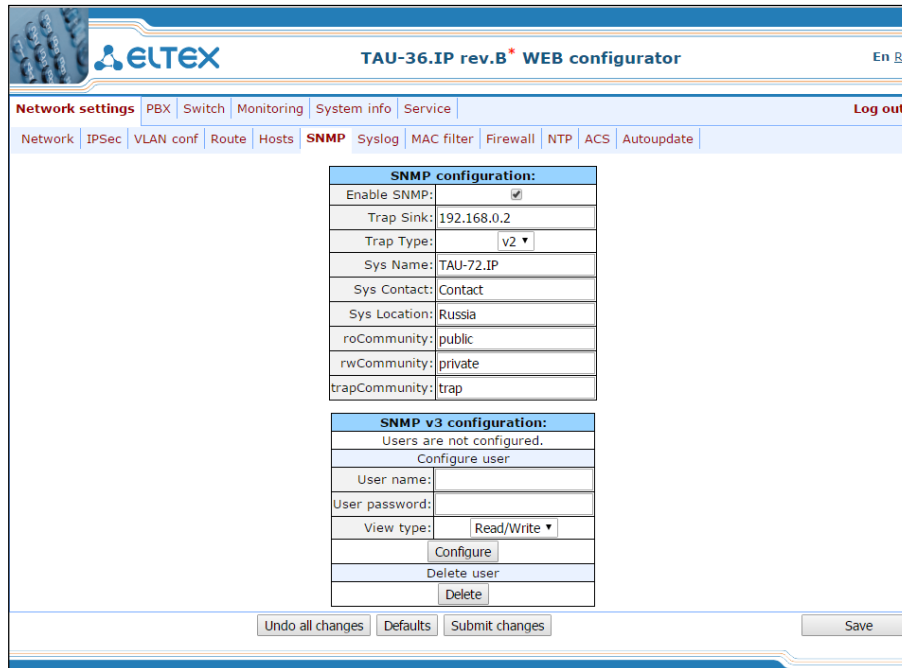 ELTEX TAU-36.IP rev.B* WEB configurator En R
Network settings PBX Switch Monitoring System info Service Log out
Network IPSec VLAN conf Route Hosts SNMP Syslog MAC filter Firewall NTP ACS Autoupdate
SNMP configuration:
Enable SNMP:
Trap Sink: 192.168.0.2
Trap Type: v2
Sys Name: TAU-72.IP
Sys Contact: Contact
Sys Location: Russia
roCommunity: public
rwCommunity: private
trapCommunity: trap
SNMP v3 configuration:
Users are not configured.
Configure user
User name:
User password:
View type: Read/Write
Configure
Delete user
Delete
Undo all changes Defaults Submit changes Save